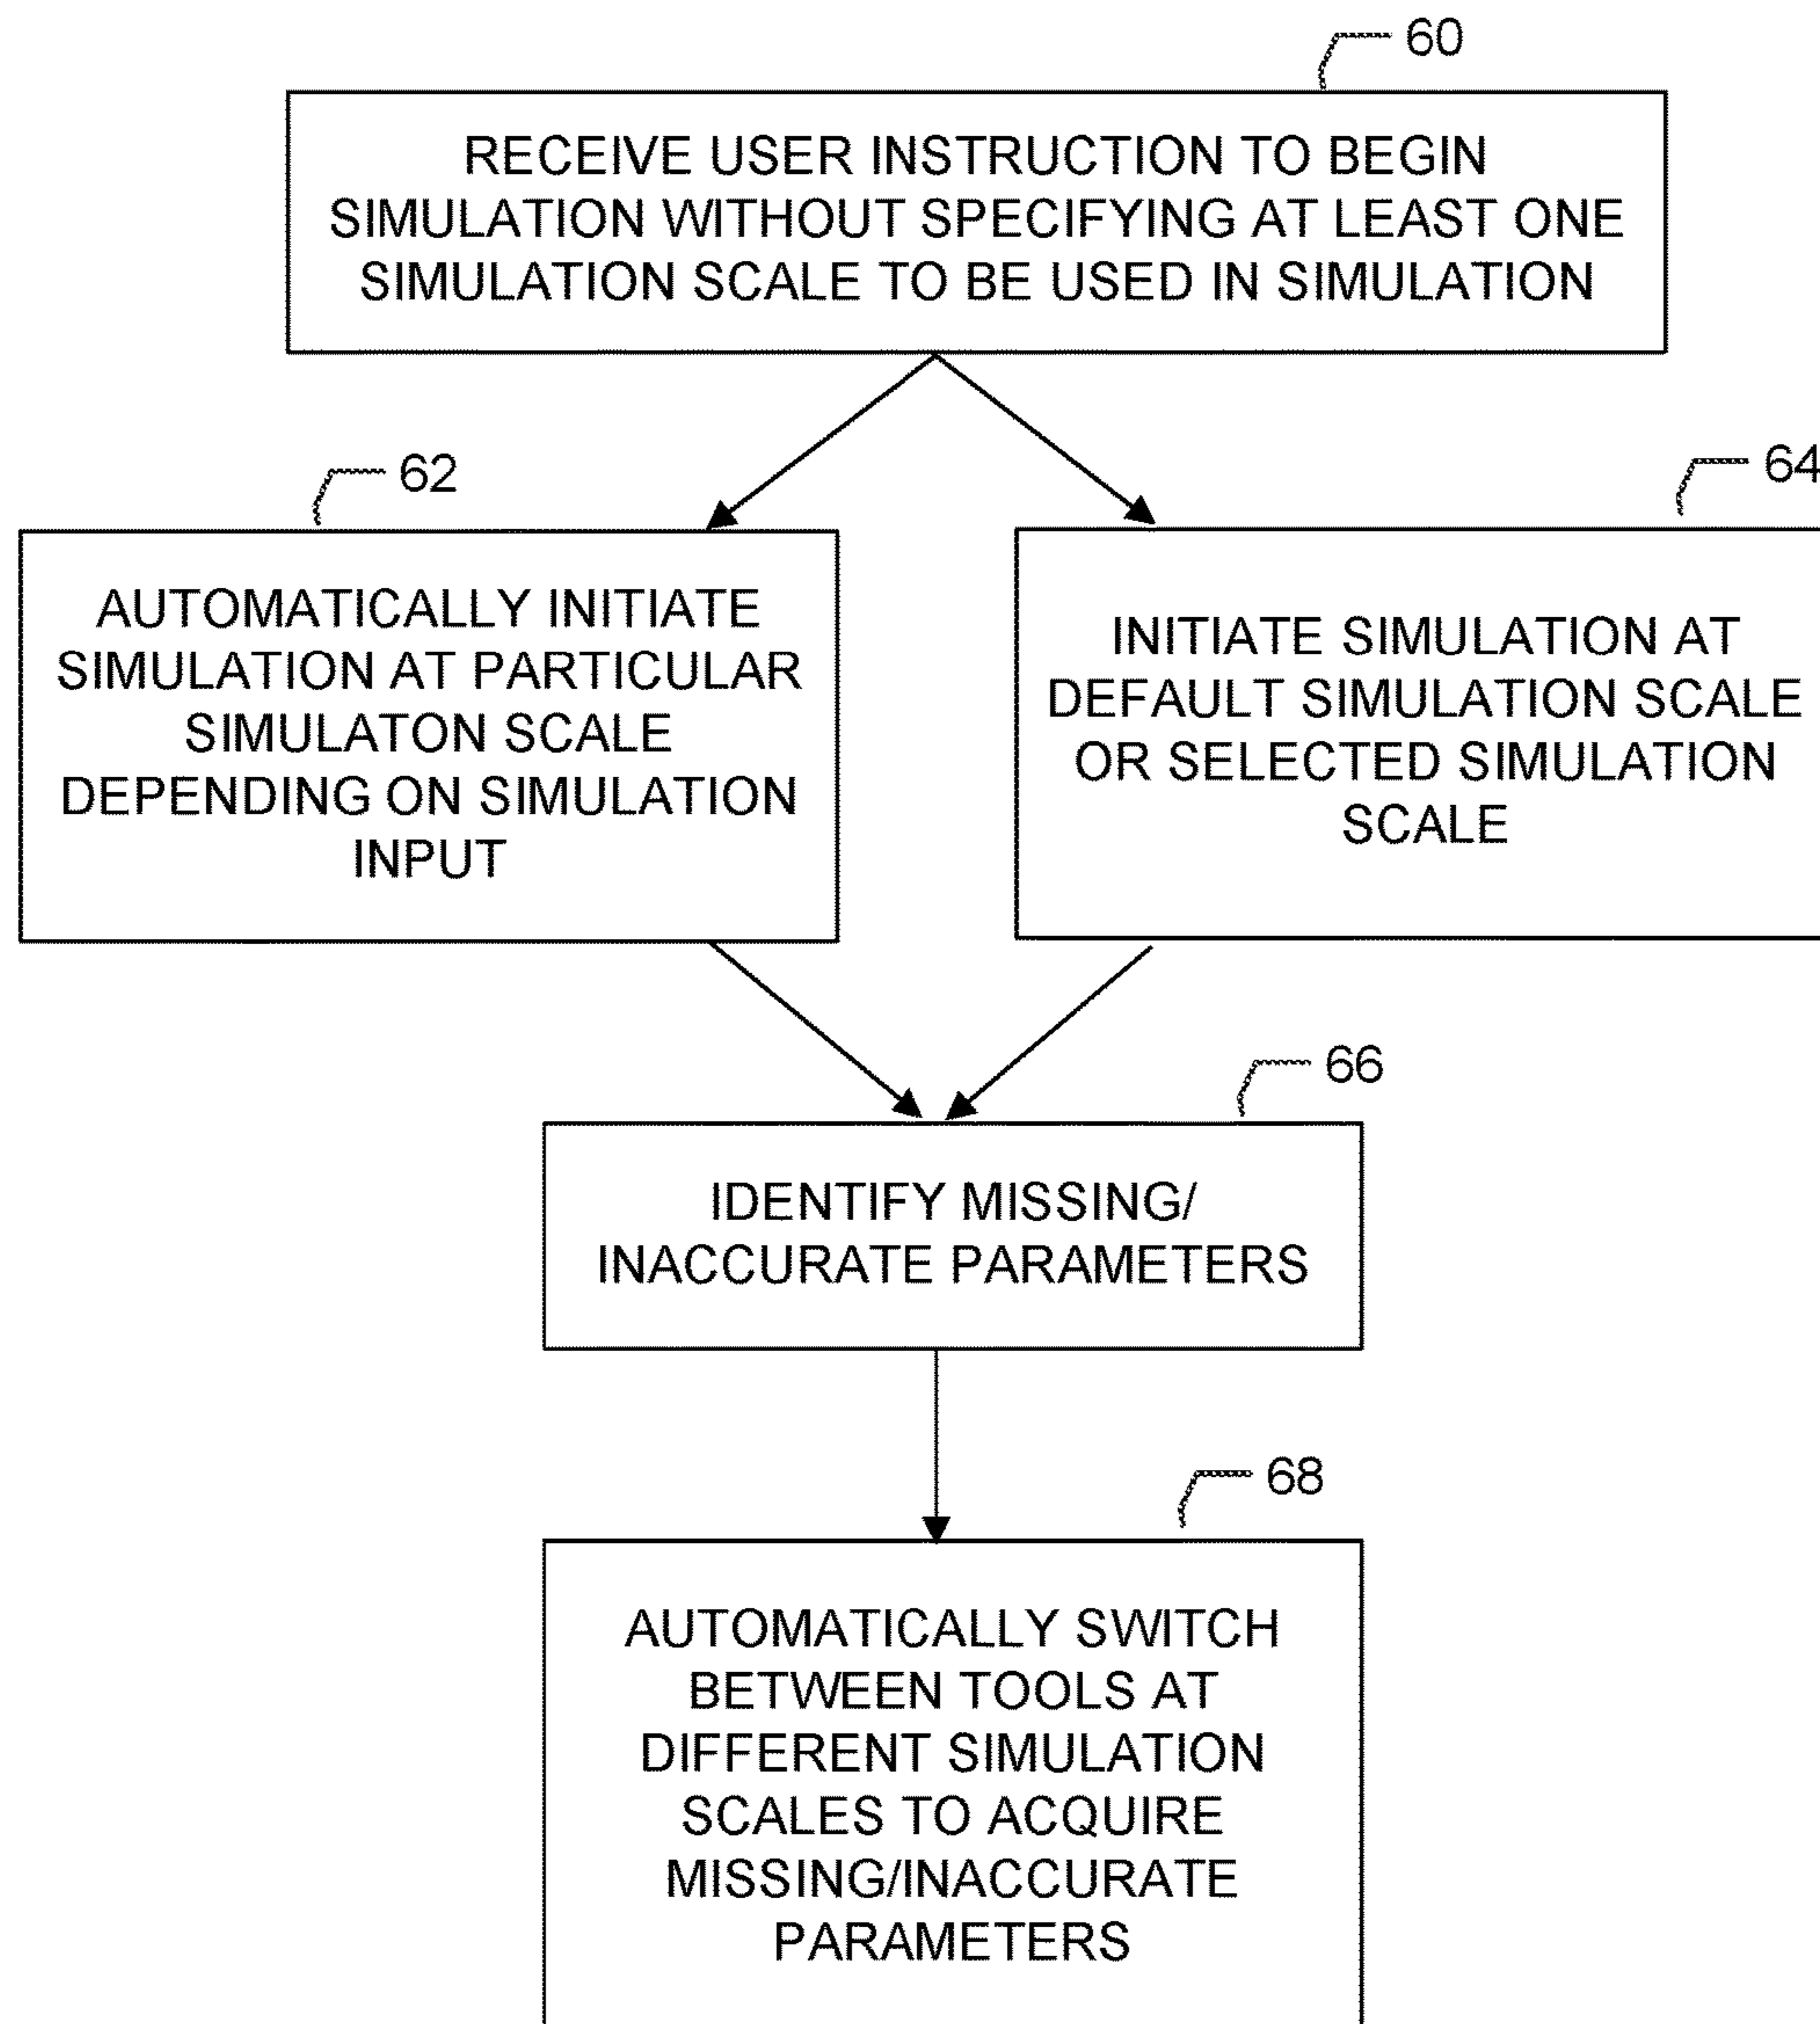 60
RECEIVE USER INSTRUCTION TO BEGIN
SIMULATION WITHOUT SPECIFYING AT LEAST ONE
SIMULATION SCALE TO BE USED IN SIMULATION
62
AUTOMATICALLY INITIATE
SIMULATION AT PARTICULAR
SIMULATON SCALE
DEPENDING ON SIMULATION
INPUT
64
INITIATE SIMULATION AT
DEFAULT SIMULATION SCALE
OR SELECTED SIMULATION
SCALE
66
IDENTIFY MISSING/
INACCURATE PARAMETERS
68
AUTOMATICALLY SWITCH
BETWEEN TOOLS AT
DIFFERENT SIMULATION
SCALES TO ACQUIRE
MISSING/INACCURATE
PARAMETERS